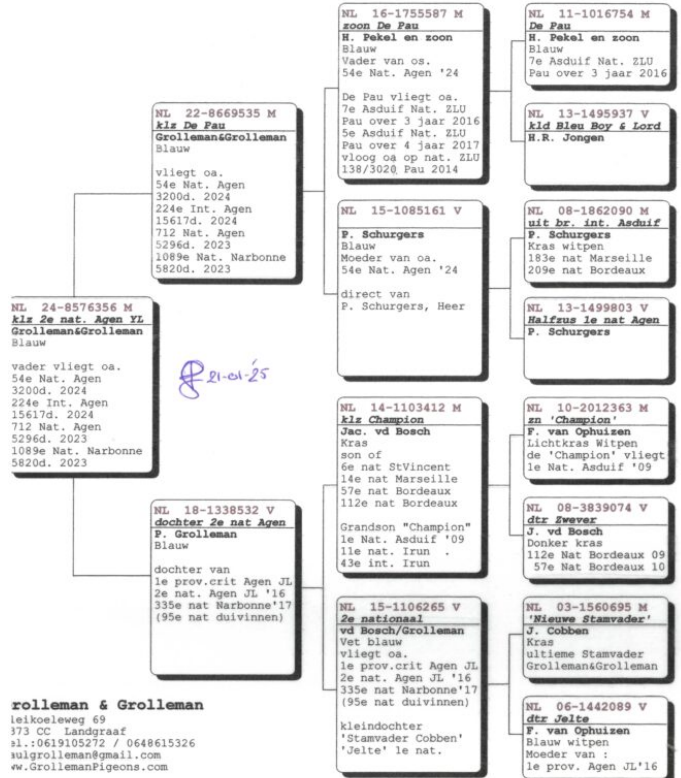 NL 24-8576356 M
klz 2e nat. Agen YL
Grolleman&Grolleman
Blauw
vader vliegt oa.
54e Nat. Agen
3200d. 2024
224e Int. Agen
15617d. 2024
712 Nat. Agen
5296d. 2023
1089e Nat. Narbonne
5820d. 2023
NL 22-8669535 M
klz De Pau
Grolleman&Grolleman
Blauw
vliegt oa.
54e Nat. Agen
3200d. 2024
224e Int. Agen
15617d. 2024
712 Nat. Agen
5296d. 2023
1089e Nat. Narbonne
5820d. 2023
21-01-'25
NL 18-1338532 V
dochter 2e nat Agen
P. Grolleman
Blauw
dochter van
1e prov.crit Agen JL
2e nat. Agen JL '16
335e nat Narbonne'17
(95e nat duivinnen)
NL 16-1755587 M
zoon De Pau
H. Pekel en zoon
Blauw
Vader van os.
54e Nat. Agen '24
De Pau vliegt oa.
7e Asduif Nat. ZLU
Pau over 3 jaar 2016
5e Asduif Nat. ZLU
Pau over 4 jaar 2017
vloog oa op nat. ZLU
138/3020 Pau 2014
NL 15-1085161 V
P. Schurgers
Blauw
Moeder van oa.
54e Nat. Agen '24
direct van
P. Schurgers, Heer
NL 14-1103412 M
klz Champion
Jac. vd Bosch
Kras
son of
6e nat StVincent
14e nat Marseille
57e nat Bordeaux
112e nat Bordeaux
Grandson "Champion"
1e Nat. Asduif '09
11e nat. Irun .
43e int. Irun
NL 15-1106265 V
2e nationaal
vd Bosch/Grolleman
Vet blauw
vliegt oa.
1e prov.crit Agen JL
2e nat. Agen JL '16
335e nat Narbonne'17
(95e nat duivinnen)
kleindochter
'Stamvader Cobben'
'Jelte' 1e nat.
NL 11-1016754 M
De Pau
H. Pekel en zoon
Blauw
7e Asduif Nat. ZLU
Pau over 3 jaar 2016
NL 13-1495937 V
kld Bleu Boy & Lord
H.R. Jongen
NL 08-1862090 M
uit br. int. Asduif
P. Schurgers
Kras witpen
183e nat Marseille
209e nat Bordeaux
NL 13-1499803 V
Halfzus 1e nat Agen
P. Schurgers
NL 10-2012363 M
zn 'Champion'
F. van Ophuizen
Lichtkras Witpen
de 'Champion' vliegt
1e Nat. Asduif '09
NL 08-3839074 V
dtr Zwever
J. vd Bosch
Donker kras
112e Nat Bordeaux 09
57e Nat Bordeaux 10
NL 03-1560695 M
'Nieuwe Stamvader'
J. Cobben
Kras
ultieme Stamvader
Grolleman&Grolleman
NL 06-1442089 V
dtr Jelte
F. van Ophuizen
Blauw witpen
Moeder van :
1e prov. Agen JL'16
rolleman & Grolleman
leikoeleweg 69
373 CC Landgraaf
el.:0619105272 / 0648615326
aulgrolleman@gmail.com
ww.GrollemanPigeons.com